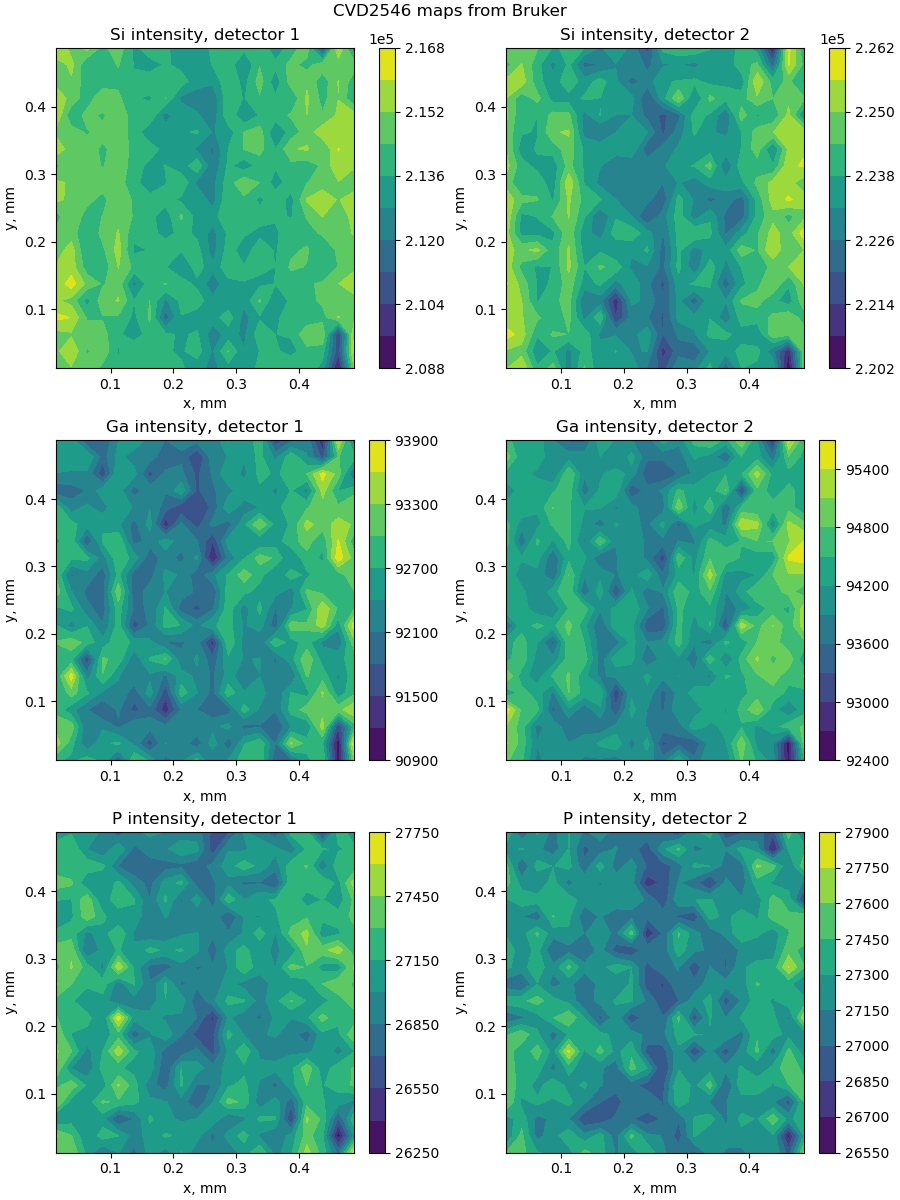 CVD2546 maps from Bruker
Si intensity, detector 1
1e5
2.168
2.152
2.136
2.120
2.104
2.088
0.4
0.3
0.2
0.1
y, mm
0.1 0.2 0.3 0.4
x, mm
Si intensity, detector 2
1e5
2.262
2.250
2.238
2.226
2.214
2.202
0.4
0.3
0.2
0.1
y, mm
0.1 0.2 0.3 0.4
x, mm
Ga intensity, detector 1
93900
93300
92700
92100
91500
90900
0.4
0.3
0.2
0.1
y, mm
0.1 0.2 0.3 0.4
x, mm
Ga intensity, detector 2
95400
94800
94200
93600
93000
92400
0.4
0.3
0.2
0.1
y, mm
0.1 0.2 0.3 0.4
x, mm
P intensity, detector 1
27750
27450
27150
26850
26550
26250
0.4
0.3
0.2
0.1
y, mm
0.1 0.2 0.3 0.4
x, mm
P intensity, detector 2
27900
27750
27600
27450
27300
27150
27000
26850
26700
26550
0.4
0.3
0.2
0.1
y, mm
0.1 0.2 0.3 0.4
x, mm